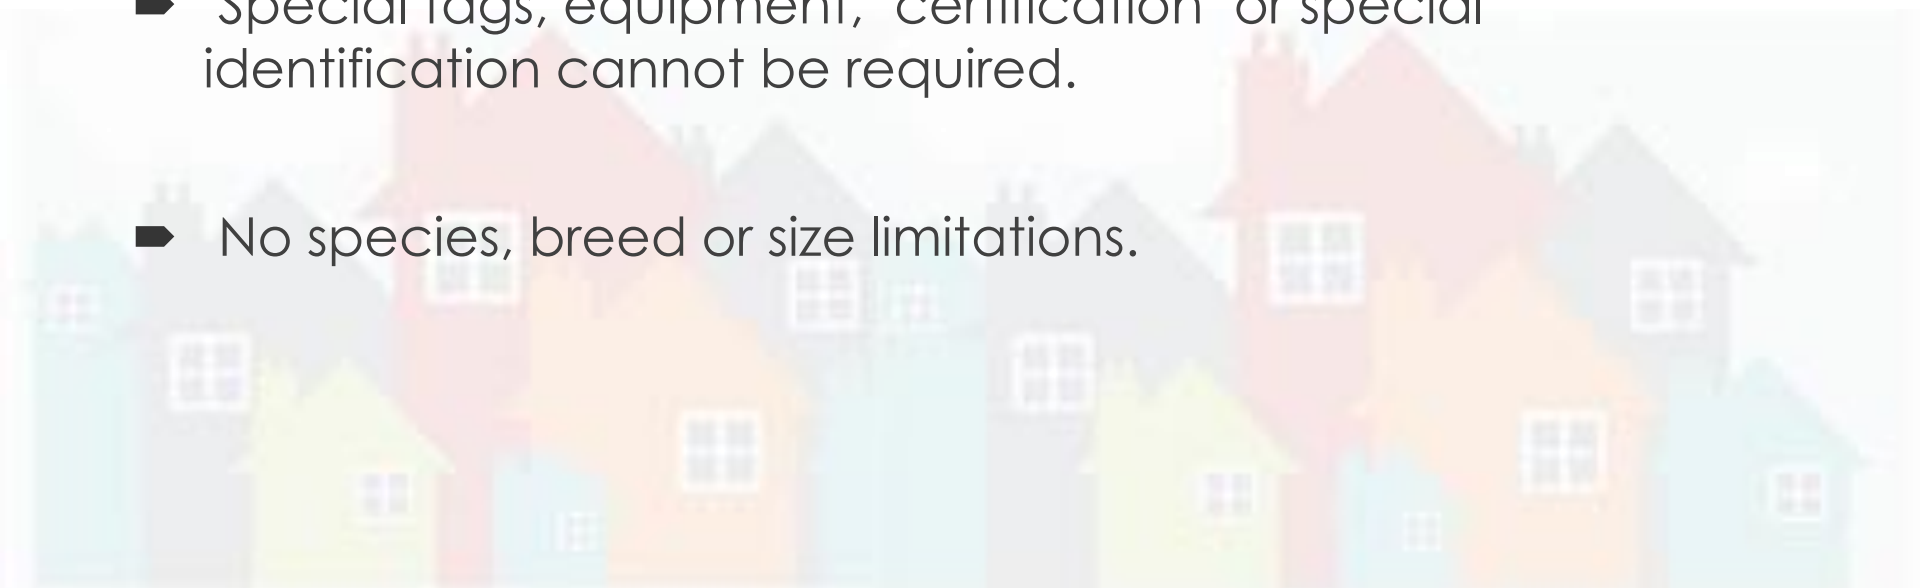 Special tags, equipment, "certification" or special
identification cannot be required.
No species, breed or size limitations.